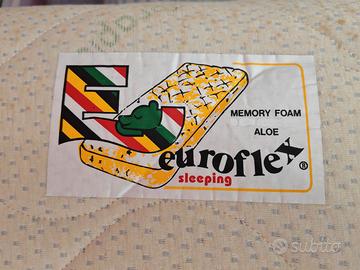 MEMORY FOAM
ALOE
euroflex®
sleeping
subito